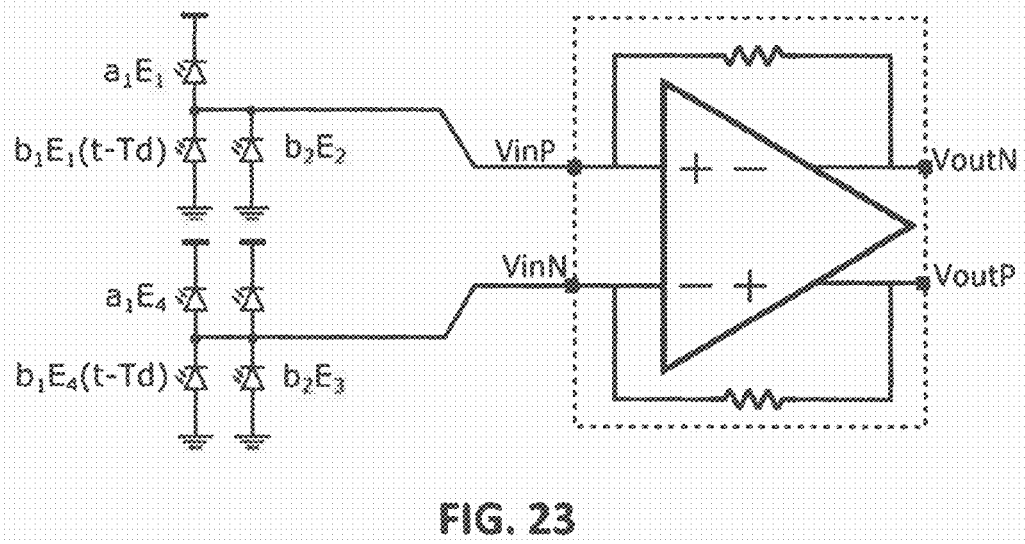 a₁E₁
b₁E₁(t-Td) b₂E₂
VinP
+ −
VoutN
VinN
− +
VoutP
a₁E₄
b₁E₄(t-Td) b₂E₃
FIG. 23